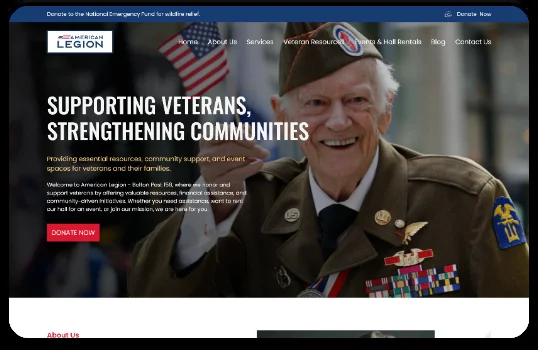 Donate to the National Emergency Fund for wildfire relief.
Donate Now
AMERICAN
LEGION
Home About Us Services Veteran Resources Events & Hall Rentals Blog Contact Us
SUPPORTING VETERANS,
STRENGTHENING COMMUNITIES
Providing essential resources, community support, and event
spaces for veterans and their families.
Welcome to American Legion - Belton Post 158, where we honor and
support veterans by offering valuable resources, financial assistance, and
community-driven initiatives. Whether you need assistance, want to rent
our hall for an event, or join our mission, we are here for you.
DONATE NOW
About Us